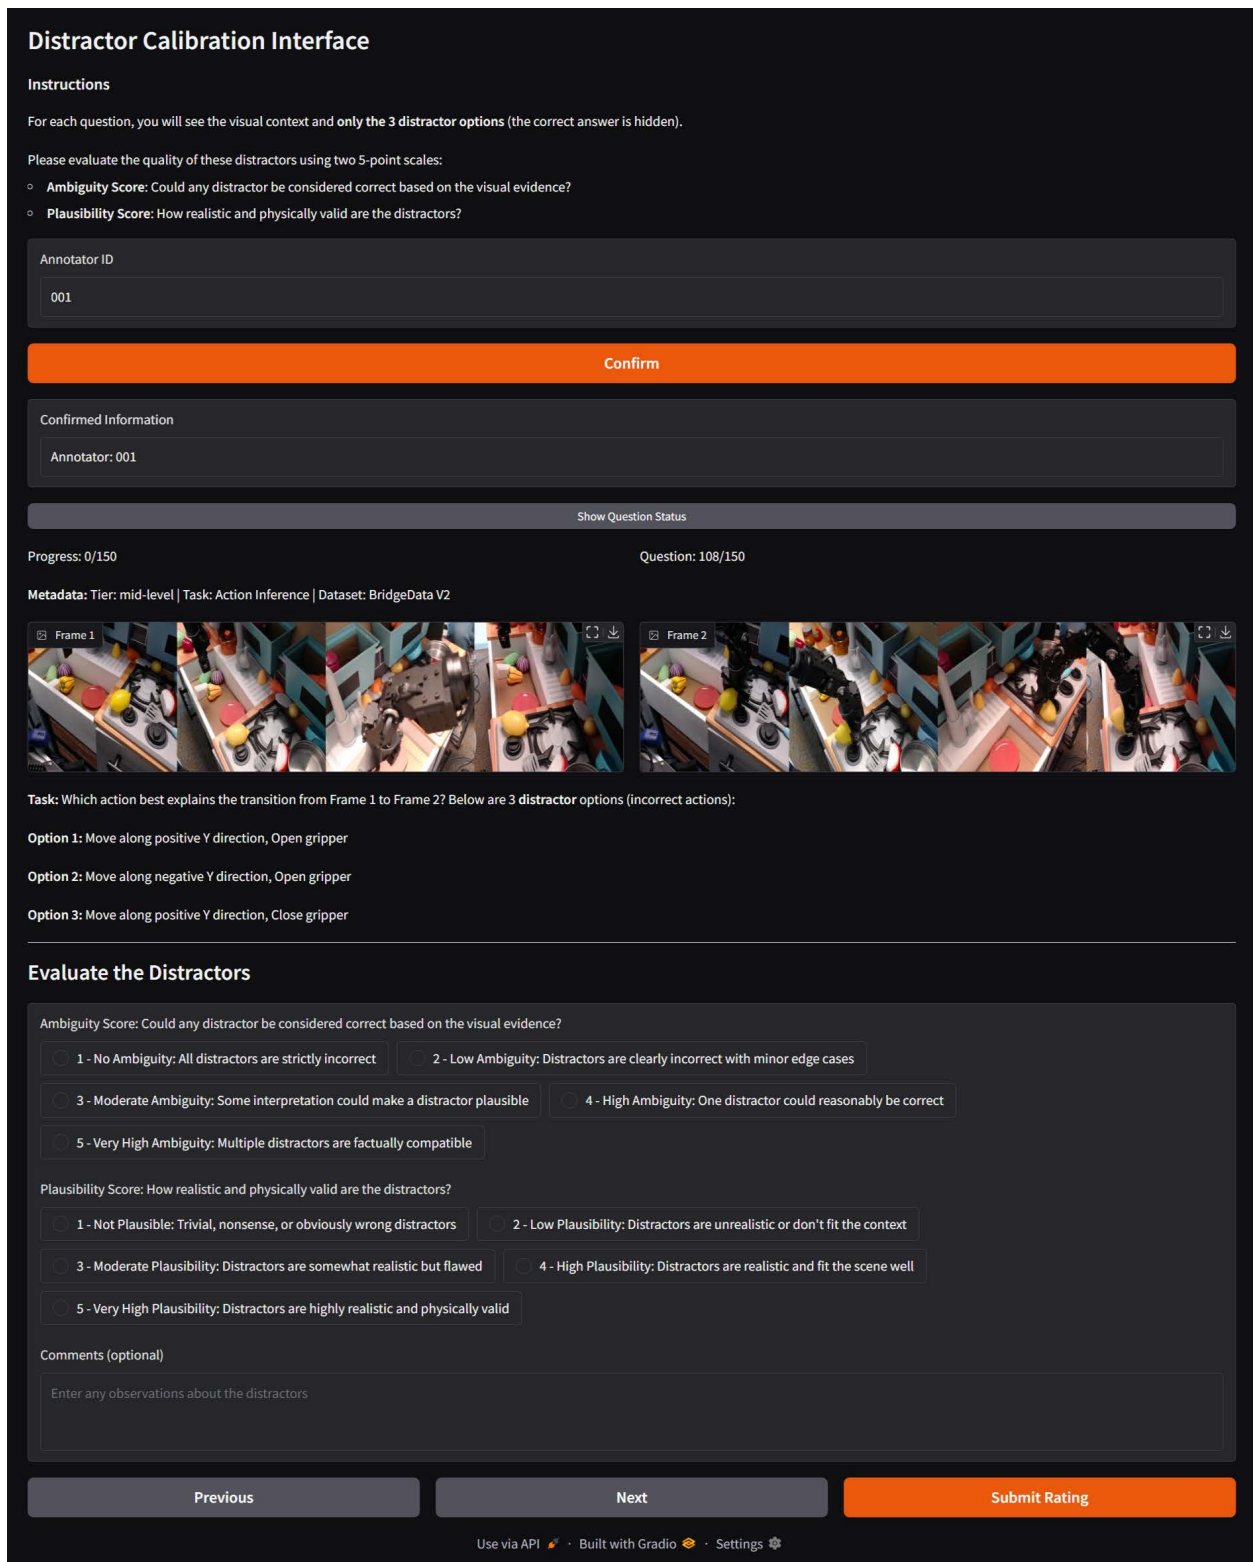 Distractor Calibration Interface
Instructions
For each question, you will see the visual context and only the 3 distractor options (the correct answer is hidden).
Please evaluate the quality of these distractors using two 5-point scales:
Ambiguity Score: Could any distractor be considered correct based on the visual evidence?
Plausibility Score: How realistic and physically valid are the distractors?
Annotator ID
001
Confirm
Confirmed Information
Annotator: 001
Show Question Status
Progress: 0/150
Question: 108/150
Metadata: Tier: mid-level | Task: Action Inference | Dataset: BridgeData V2
Frame 1
Frame 2
Task: Which action best explains the transition from Frame 1 to Frame 2? Below are 3 distractor options (incorrect actions):
Option 1: Move along positive Y direction, Open gripper
Option 2: Move along negative Y direction, Open gripper
Option 3: Move along positive Y direction, Close gripper
Evaluate the Distractors
Ambiguity Score: Could any distractor be considered correct based on the visual evidence?
1 - No Ambiguity: All distractors are strictly incorrect
2 - Low Ambiguity: Distractors are clearly incorrect with minor edge cases
3 - Moderate Ambiguity: Some interpretation could make a distractor plausible
4 - High Ambiguity: One distractor could reasonably be correct
5 - Very High Ambiguity: Multiple distractors are factually compatible
Plausibility Score: How realistic and physically valid are the distractors?
1 - Not Plausible: Trivial, nonsense, or obviously wrong distractors
2 - Low Plausibility: Distractors are unrealistic or don't fit the context
3 - Moderate Plausibility: Distractors are somewhat realistic but flawed
4 - High Plausibility: Distractors are realistic and fit the scene well
5 - Very High Plausibility: Distractors are highly realistic and physically valid
Comments (optional)
Enter any observations about the distractors
Previous
Next
Submit Rating
Use via API · Built with Gradio · Settings